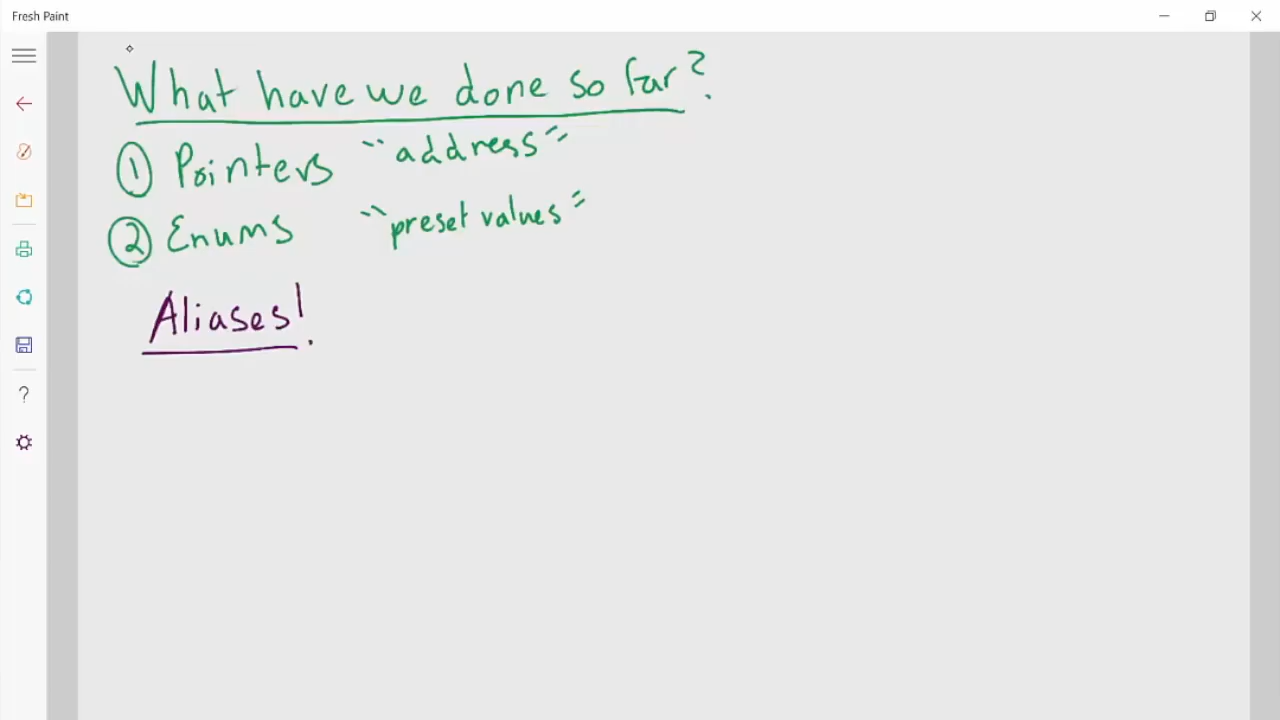 Fresh Paint
What have we done so far?
① Pointers "address"
② Enums "preset values"
Aliases!